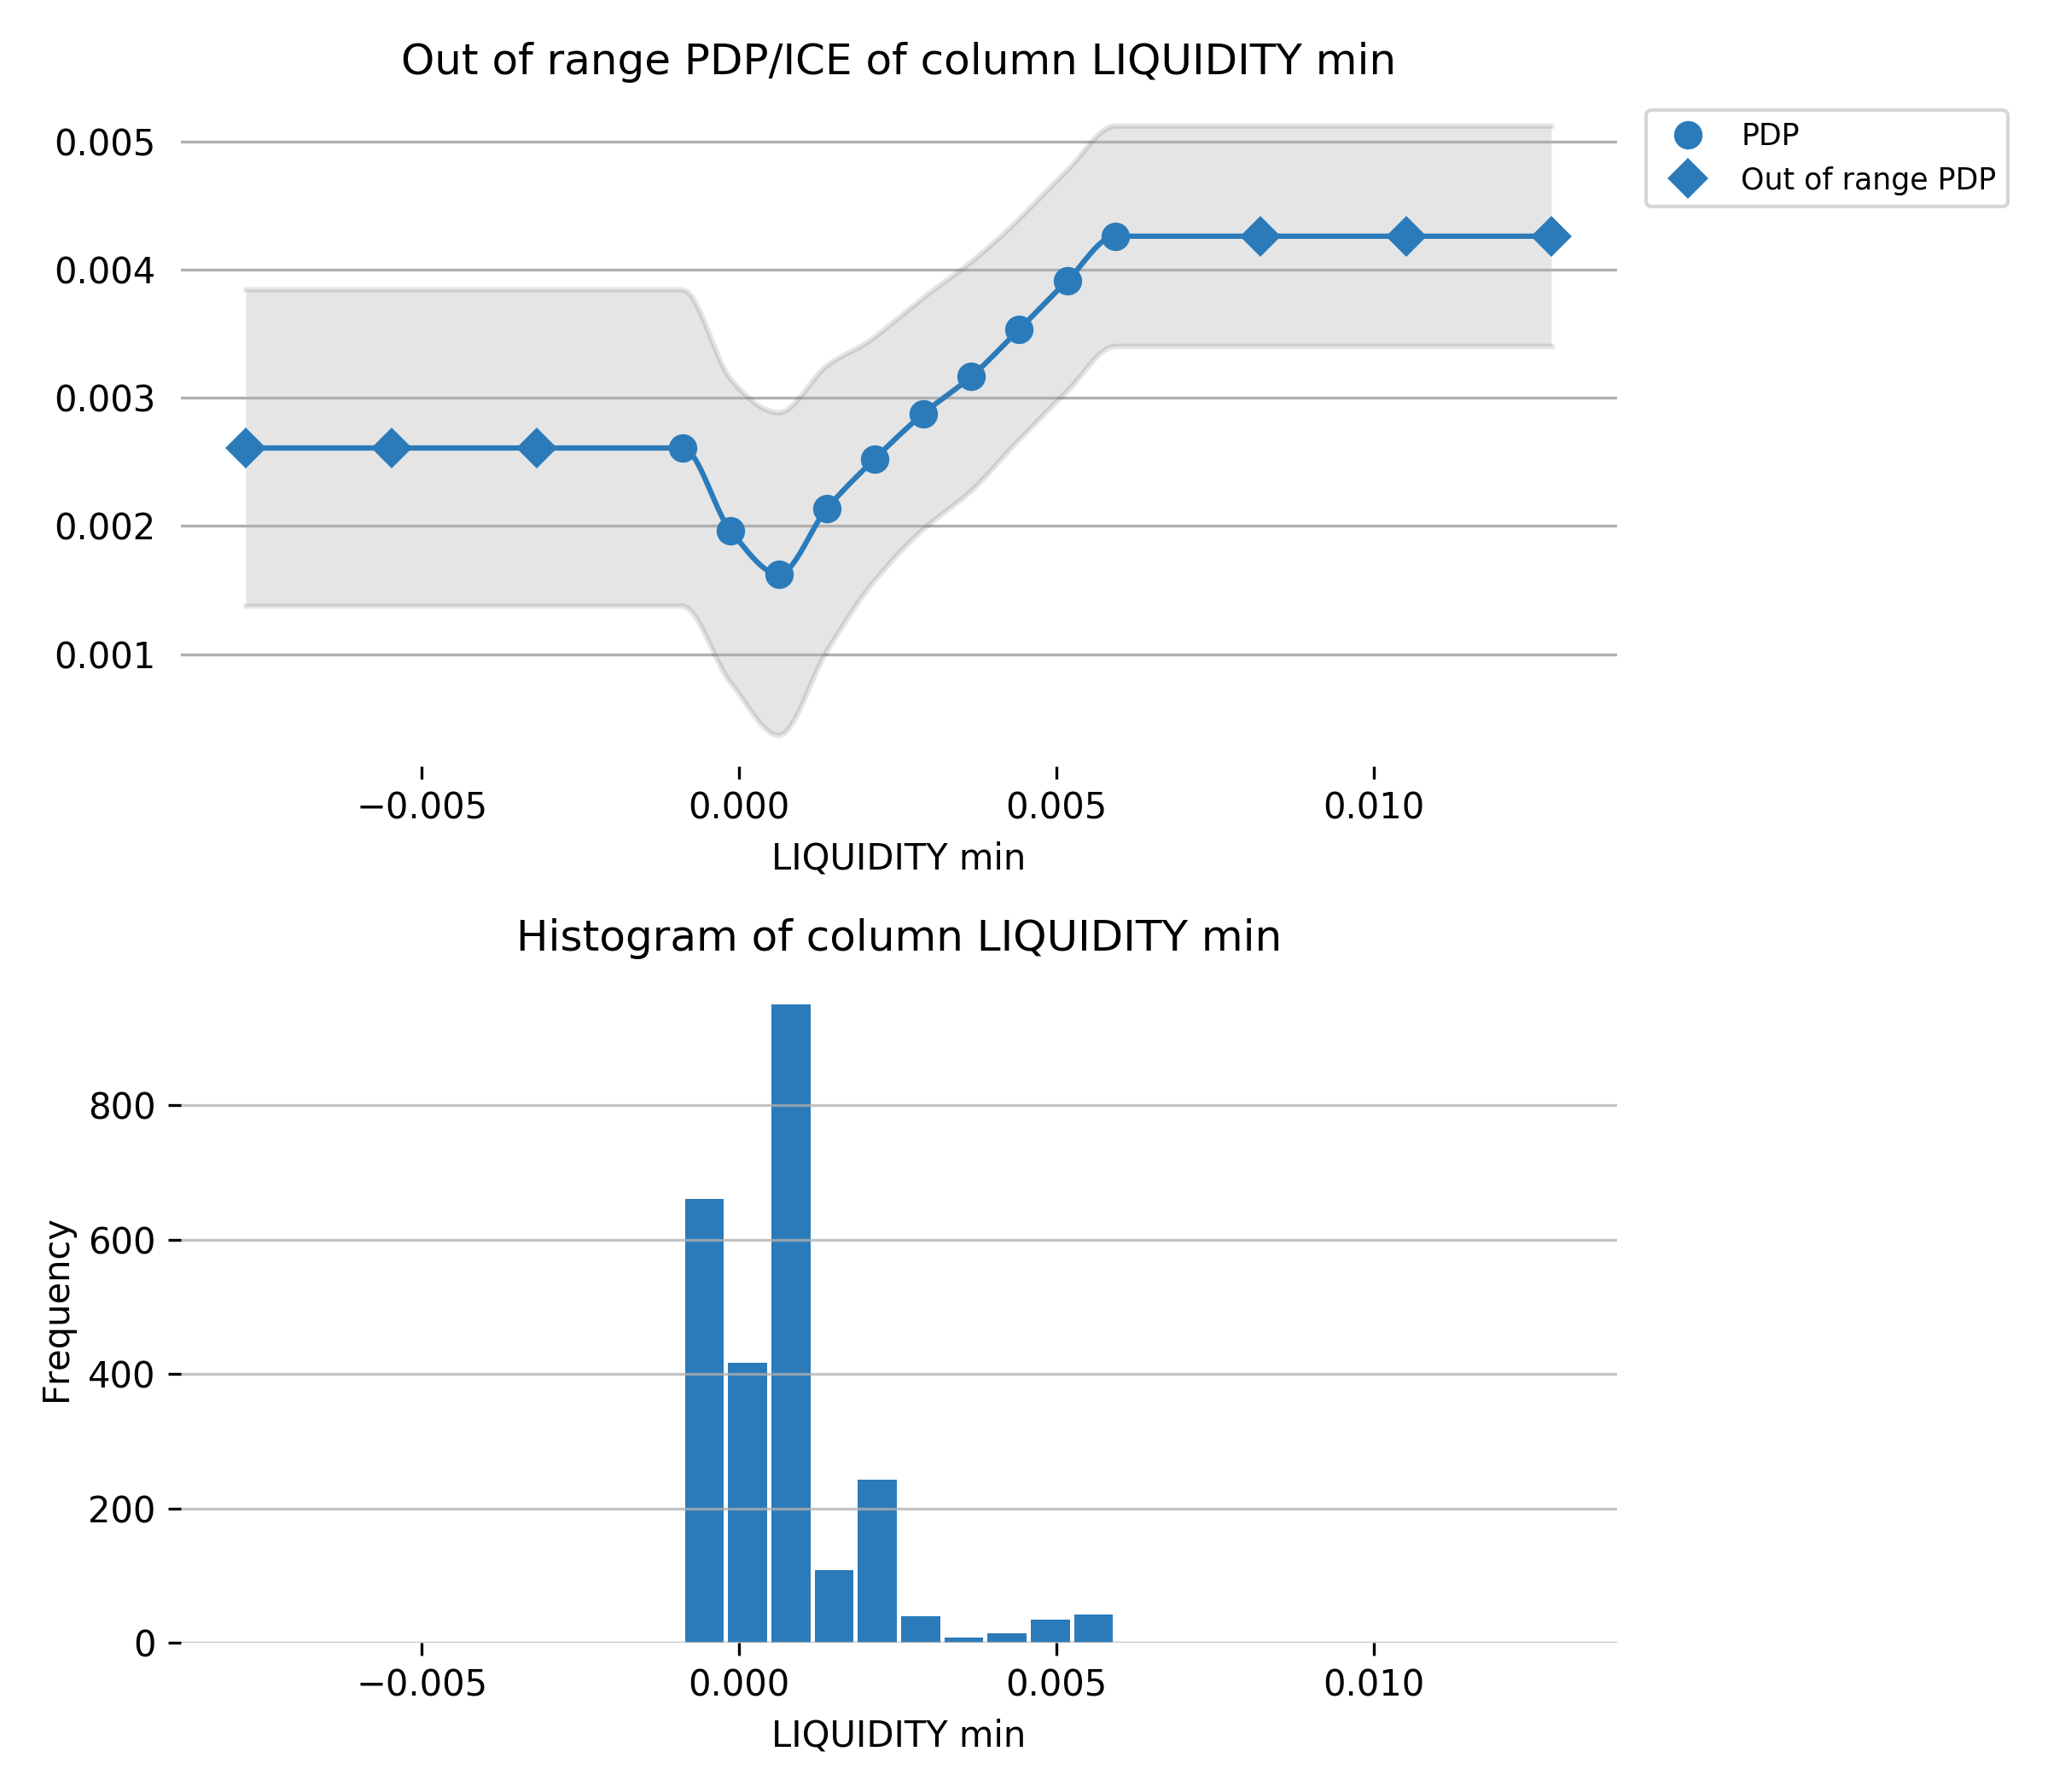 Out of range PDP/ICE of column LIQUIDITY min
PDP
Out of range PDP
0.005
0.004
0.003
0.002
0.001
−0.005 0.000 0.005 0.010
LIQUIDITY min
Histogram of column LIQUIDITY min
Frequency
800
600
400
200
0
−0.005 0.000 0.005 0.010
LIQUIDITY min